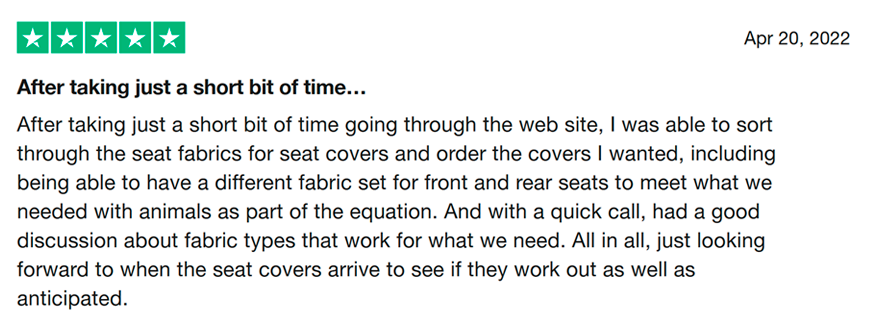 Apr 20, 2022
After taking just a short bit of time…
After taking just a short bit of time going through the web site, I was able to sort
through the seat fabrics for seat covers and order the covers I wanted, including
being able to have a different fabric set for front and rear seats to meet what we
needed with animals as part of the equation. And with a quick call, had a good
discussion about fabric types that work for what we need. All in all, just looking
forward to when the seat covers arrive to see if they work out as well as
anticipated.